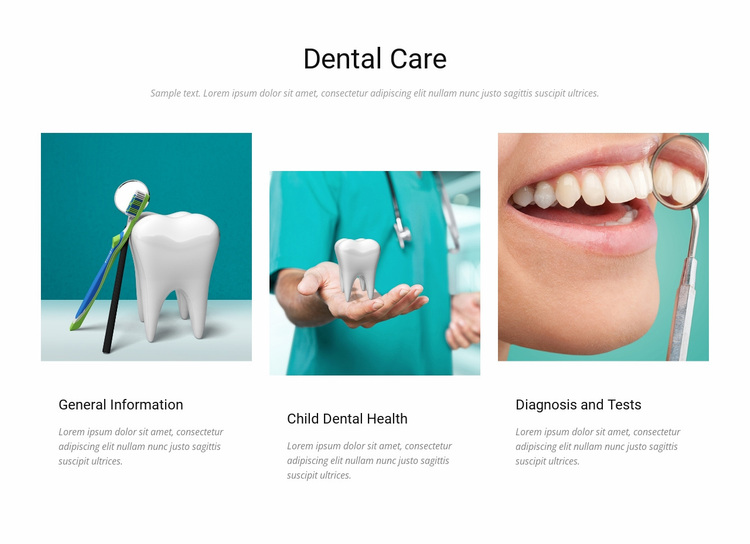 Dental Care
Sample text. Lorem ipsum dolor sit amet, consectetur adipiscing elit nullam nunc justo sagittis suscipit ultrices.
General Information
Lorem ipsum dolor sit amet, consectetur
adipiscing elit nullam nunc justo sagittis
suscipit ultrices.
Child Dental Health
Lorem ipsum dolor sit amet, consectetur
adipiscing elit nullam nunc justo sagittis
suscipit ultrices.
Diagnosis and Tests
Lorem ipsum dolor sit amet, consectetur
adipiscing elit nullam nunc justo sagittis
suscipit ultrices.